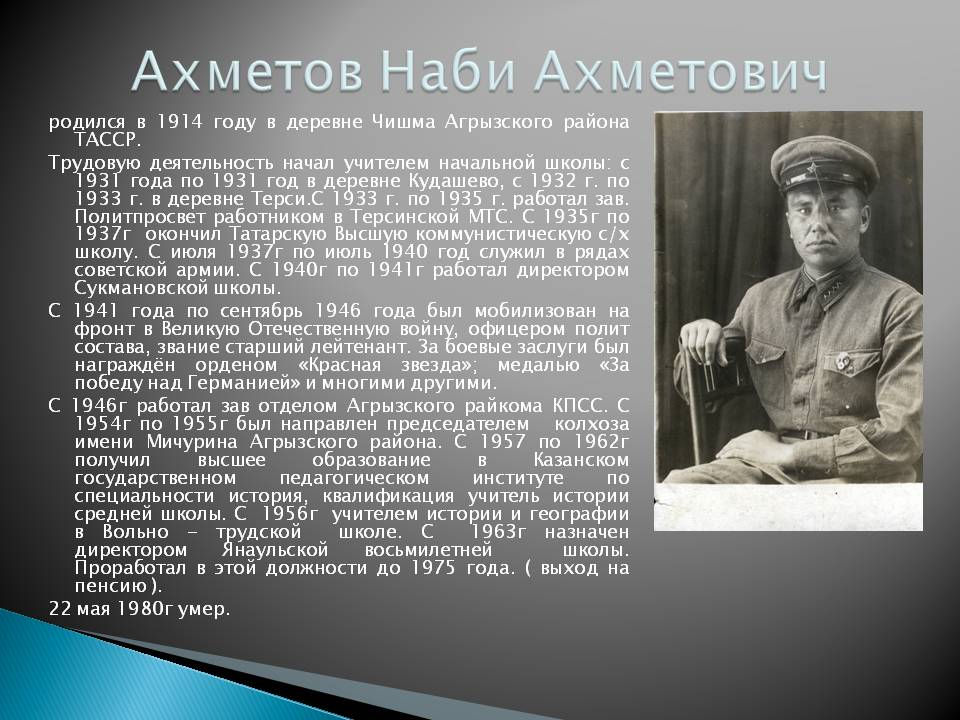 Ахметов Наби Ахметович
родился в 1914 году в деревне Чишма Агрызского района
ТАССР.
Трудовую деятельность начал учителем начальной школы: с
1931 года по 1931 год в деревне Кудашево, с 1932 г. по
1933 г. в деревне Терси.С 1933 г. по 1935 г. работал зав.
Политпросвет работником в Терсинской МТС. С 1935г по
1937г окончил Татарскую Высшую коммунистическую с/х
школу. С июля 1937г по июль 1940 год служил в рядах
советской армии. С 1940г по 1941г работал директором
Сукмановской школы.
С 1941 года по сентябрь 1946 года был мобилизован на
фронт в Великую Отечественную войну, офицером полит
состава, звание старший лейтенант. За боевые заслуги был
награждён орденом «Красная звезда»; медалью «За
победу над Германией» и многими другими.
С 1946г работал зав отделом Агрызского райкома КПСС. С
1954г по 1955г был направлен председателем колхоза
имени Мичурина Агрызского района. С 1957 по 1962г
получил высшее образование в Казанском
государственном педагогическом институте по
специальности история, квалификация учитель истории
средней школы. С 1956г учителем истории и географии
в Вольно – трудской школе. С 1963г назначен
директором Янаульской восьмилетней школы.
Проработал в этой должности до 1975 года. ( выход на
пенсию ).
22 мая 1980г умер.